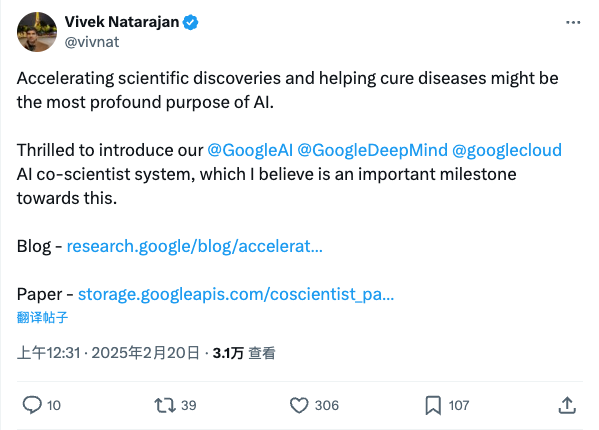 Vivek Natarajan
@vivnat
Accelerating scientific discoveries and helping cure diseases might be
the most profound purpose of AI.
Thrilled to introduce our @GoogleAI @GoogleDeepMind @googlecloud
AI co-scientist system, which I believe is an important milestone
towards this.
Blog - research.google/blog/accelerat...
Paper - storage.googleapis.com/coscientist_pa...
翻译帖子
上午12:31 · 2025年2月20日 · 3.1万 查看
10 39 306 107